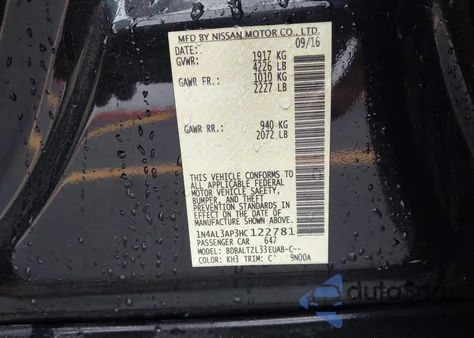 MFD BY NISSAN MOTOR CO., LTD.
DATE: 09/16
GVWR: 1917 KG
4226 LB
GAWR FR: 1010 KG
2227 LB
GAWR RR: 940 KG
2072 LB
THIS VEHICLE CONFORMS TO
ALL APPLICABLE FEDERAL
MOTOR VEHICLE SAFETY,
BUMPER, AND THEFT
PREVENTION STANDARDS IN EFFECT
ON THE DATE OF MANUFACTURE
SHOWN ABOVE.
1N4AL3AP3HC122781
PASSENGER CAR 647
MODEL: BDBALTZL33EUAB-C--
COLOR: KH3 TRIM: C 9N00A